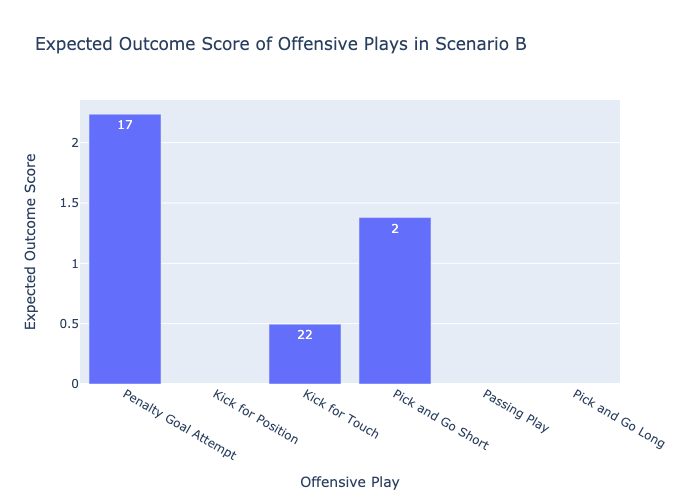 Expected Outcome Score of Offensive Plays in Scenario B
Expected Outcome Score
2
1.5
1
0.5
0
17
22
2
Penalty Goal Attempt
Kick for Position
Kick for Touch
Pick and Go Short
Passing Play
Pick and Go Long
Offensive Play